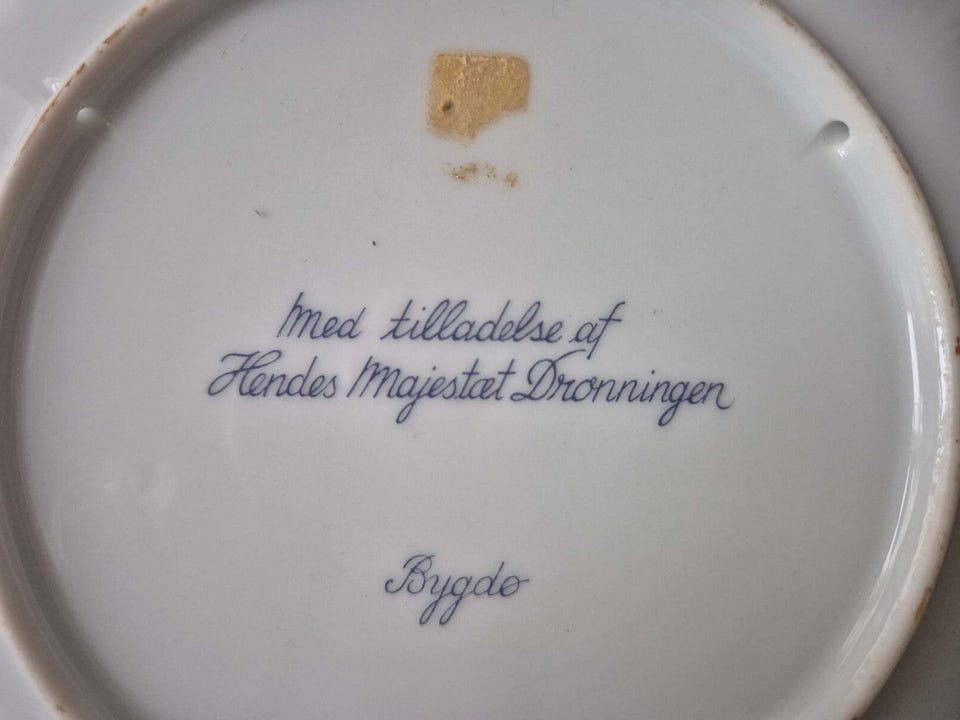 Med tilladelse af
Hendes Majestæt Dronningen
Bygdø